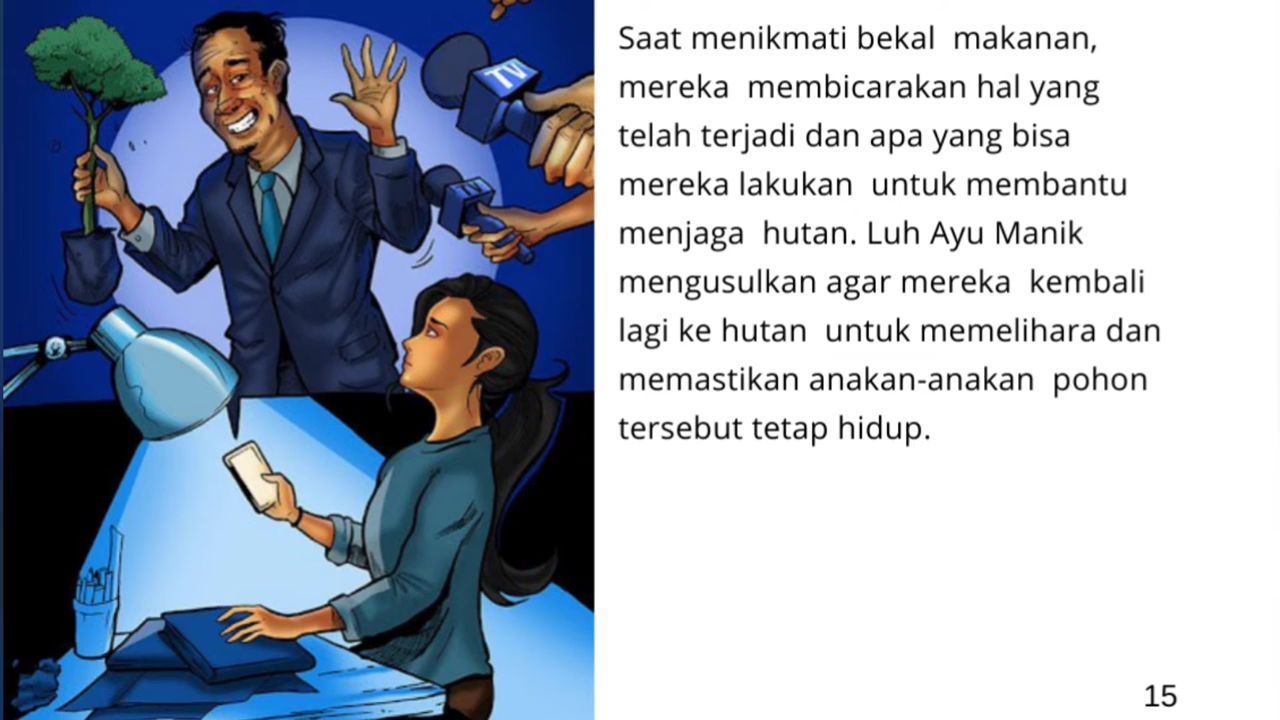 TV
TV
Saat menikmati bekal makanan,
mereka membicarakan hal yang
telah terjadi dan apa yang bisa
mereka lakukan untuk membantu
menjaga hutan. Luh Ayu Manik
mengusulkan agar mereka kembali
lagi ke hutan untuk memelihara dan
memastikan anakan-anakan pohon
tersebut tetap hidup.
15